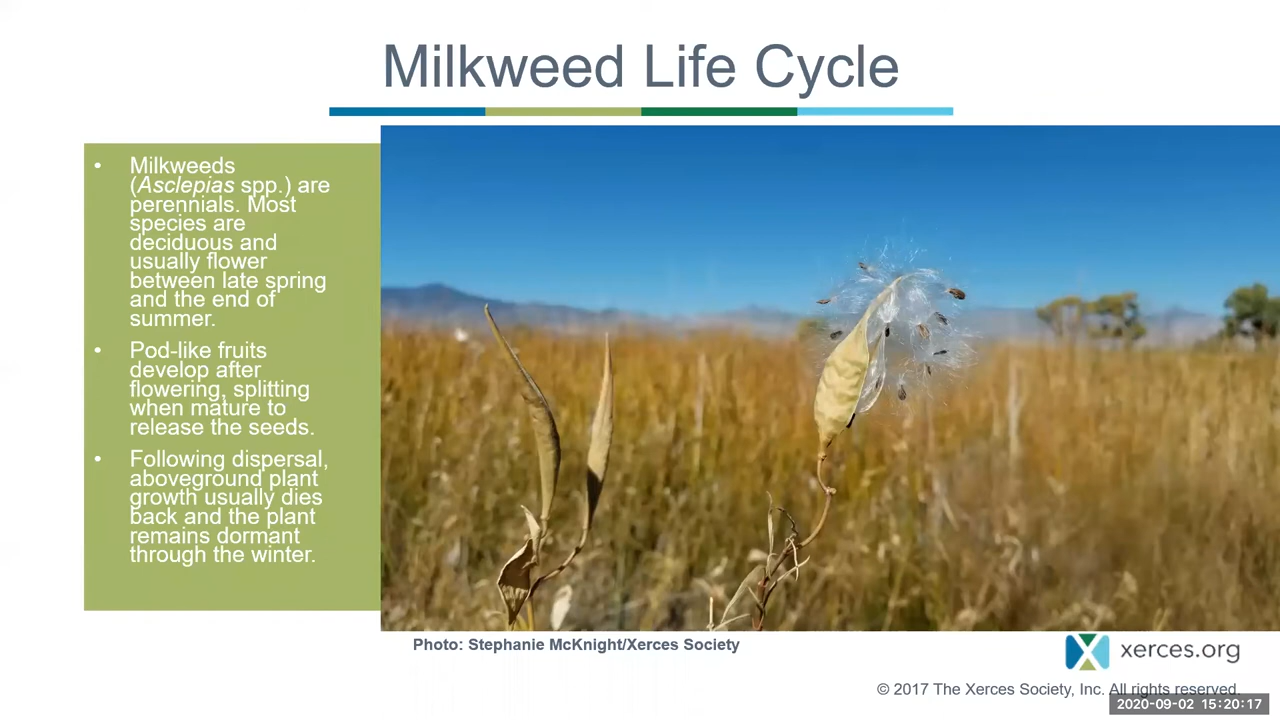 Milkweed Life Cycle
• Milkweeds
(Asclepias spp.) are
perennials. Most
species are
deciduous and
usually flower
between late spring
and the end of
summer.
• Pod-like fruits
develop after
flowering, splitting
when mature to
release the seeds.
• Following dispersal,
aboveground plant
growth usually dies
back and the plant
remains dormant
through the winter.
Photo: Stephanie McKnight/Xerces Society
xerces.org
© 2017 The Xerces Society, Inc. All rights reserved.
2020-09-02 15:20:17